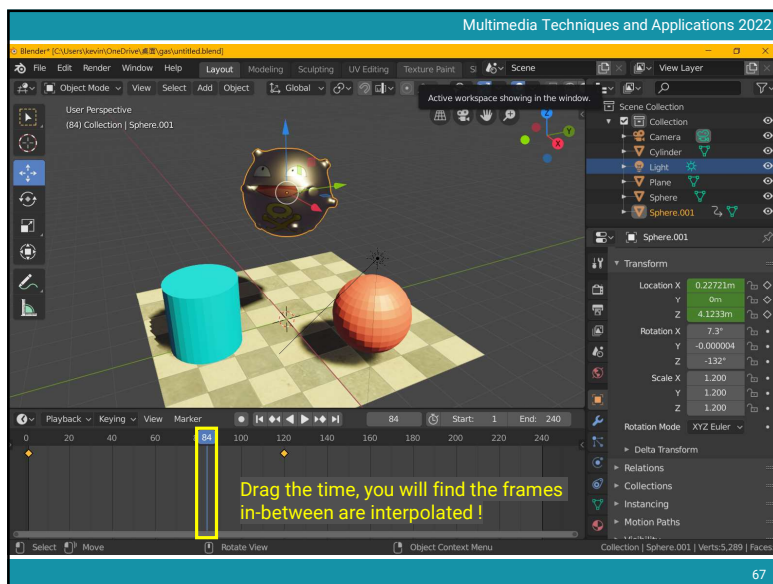 Multimedia Techniques and Applications 2022
Blender* [C:\Users\kevin\OneDrive\桌面\gas\untitled.blend]
File Edit Render Window Help Layout Modeling Sculpting UV Editing Texture Paint S Scene View Layer
Object Mode View Select Add Object Global
Active workspace showing in the window.
User Perspective
(84) Collection | Sphere.001
Z
Y
X
Scene Collection
Collection
Camera
Cylinder
Light
Plane
Sphere
Sphere.001
Sphere.001
Transform
Location X 0.22721m
Y 0m
Z 4.1233m
Rotation X 7.3°
Y -0.000004
Z -132°
Scale X 1.200
Y 1.200
Z 1.200
Rotation Mode XYZ Euler
Delta Transform
Relations
Collections
Instancing
Motion Paths
Playback Keying View Marker 84 Start: 1 End: 240
0 20 40 60 84 100 120 140 160 180 200 220 240
Drag the time, you will find the frames
in-between are interpolated !
Select Move Rotate View Object Context Menu Collection | Sphere.001 | Verts:5,289 | Faces
67